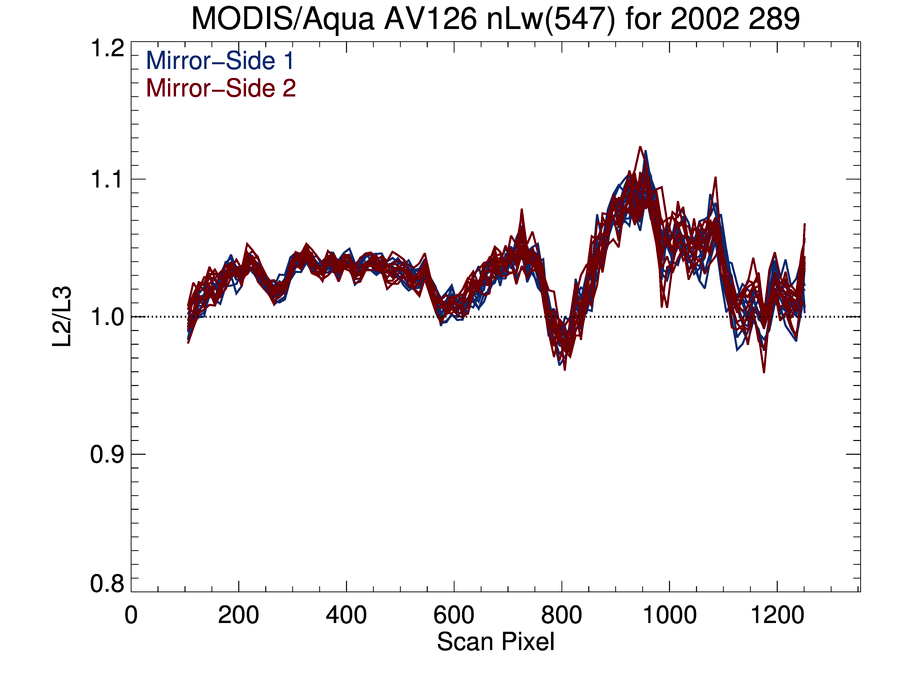 MODIS/Aqua AV126 nLw(547) for 2002 289
1.2
Mirror-Side 1
Mirror-Side 2
1.1
1.0
L2/L3
0.9
0.8
0 200 400 600 800 1000 1200
Scan Pixel